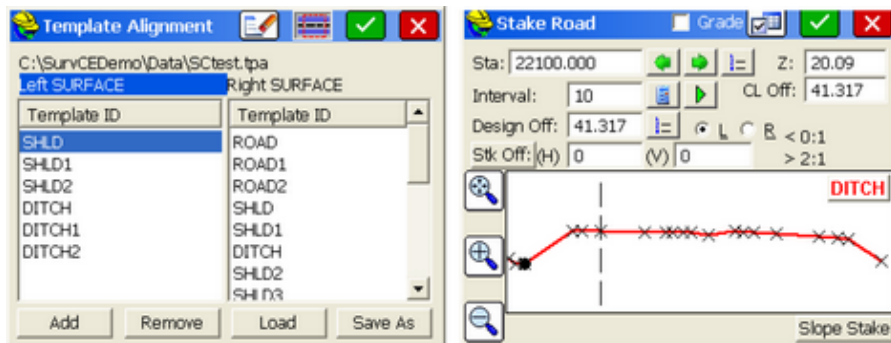 Template Alignment
C:\SurvCEDemo\Data\SCtest.tpa
Left SURFACE Right SURFACE
Template ID Template ID
SHLD ROAD
SHLD1 ROAD1
SHLD2 ROAD2
DITCH SHLD
DITCH1 SHLD1
DITCH2 DITCH
SHLD2
SHLD3
Add Remove Load Save As
Stake Road Grade
Sta: 22100.000 Z: 20.09
Interval: 10 CL Off: 41.317
Design Off: 41.317 L R < 0:1
Stk Off: (H) 0 (V) 0 > 2:1
DITCH
Slope Stake